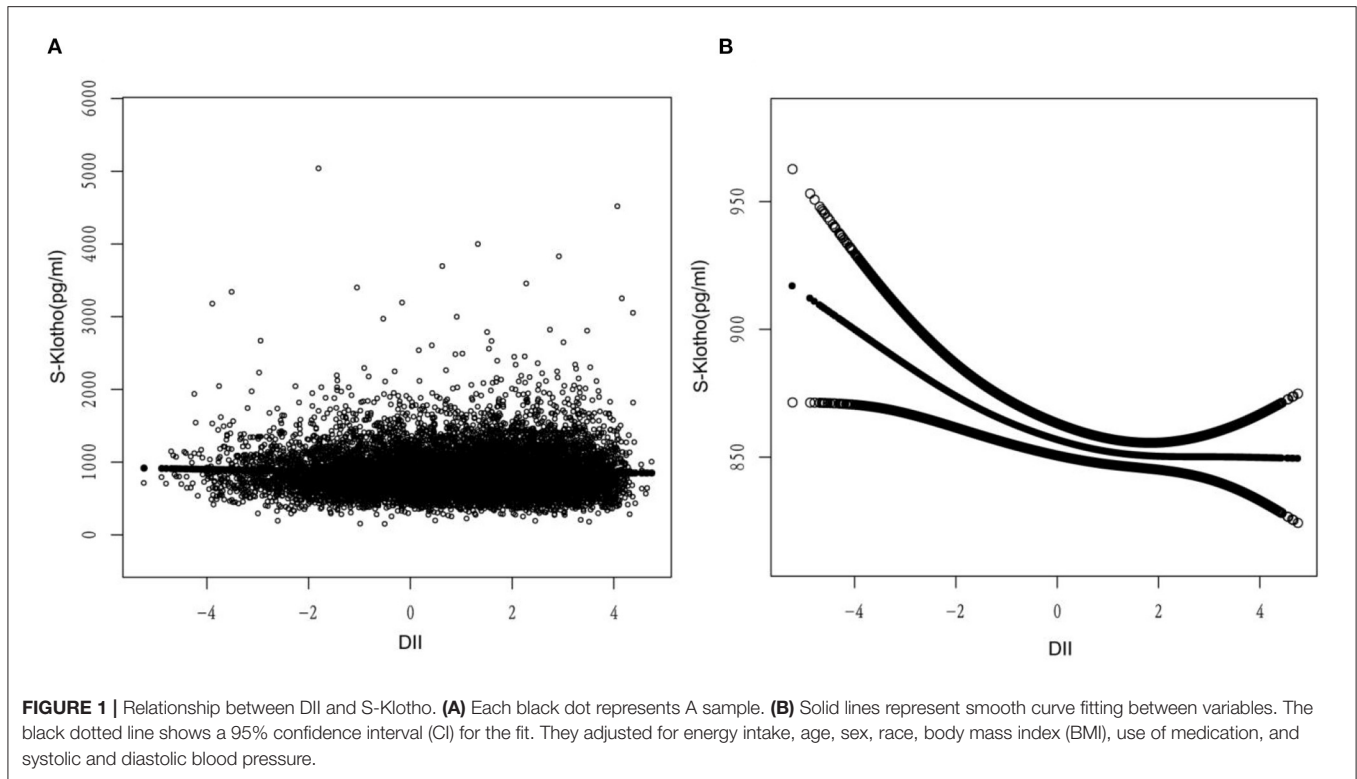 A
6000
5000
4000
3000
2000
1000
0
S-Klotho(pg/ml)
−4 −2 0 2 4
DII
B
950
900
850
S-Klotho(pg/ml)
−4 −2 0 2 4
DII
FIGURE 1 | Relationship between DII and S-Klotho. (A) Each black dot represents A sample. (B) Solid lines represent smooth curve fitting between variables. The
black dotted line shows a 95% confidence interval (CI) for the fit. They adjusted for energy intake, age, sex, race, body mass index (BMI), use of medication, and
systolic and diastolic blood pressure.